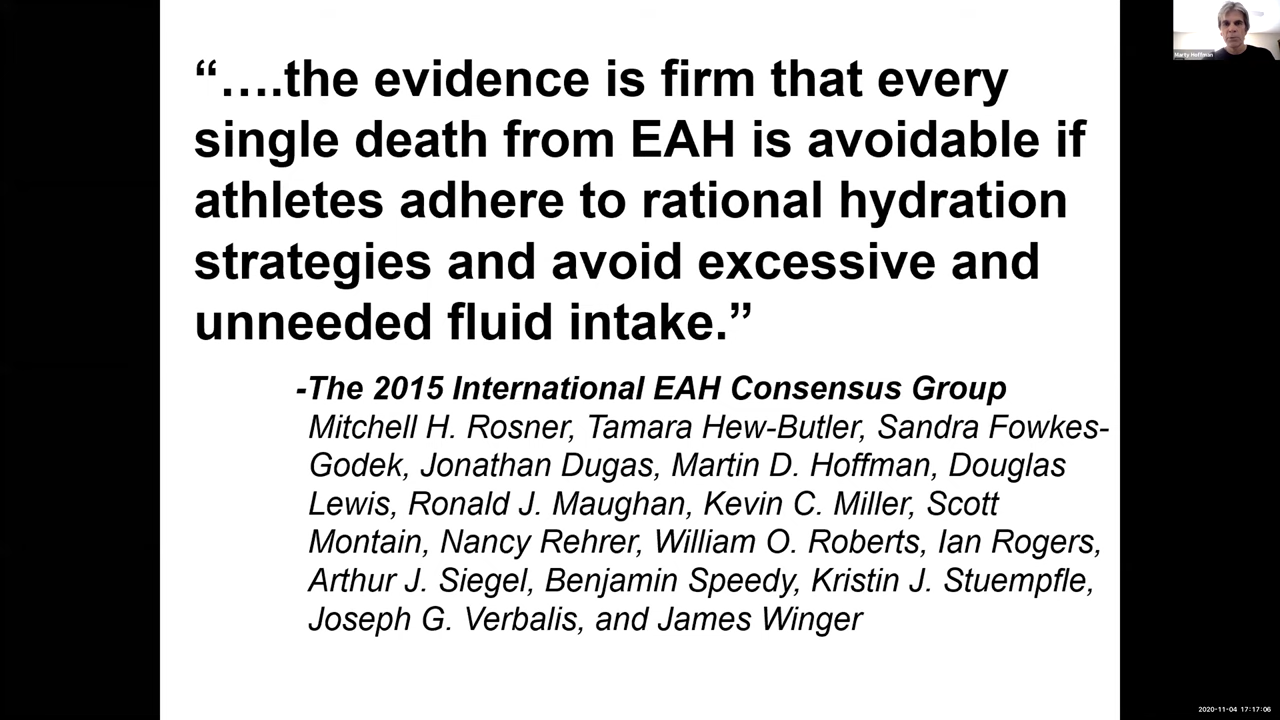 Marty Hoffman
“....the evidence is firm that every
single death from EAH is avoidable if
athletes adhere to rational hydration
strategies and avoid excessive and
unneeded fluid intake.”
-The 2015 International EAH Consensus Group
Mitchell H. Rosner, Tamara Hew-Butler, Sandra Fowkes-
Godek, Jonathan Dugas, Martin D. Hoffman, Douglas
Lewis, Ronald J. Maughan, Kevin C. Miller, Scott
Montain, Nancy Rehrer, William O. Roberts, Ian Rogers,
Arthur J. Siegel, Benjamin Speedy, Kristin J. Stuempfle,
Joseph G. Verbalis, and James Winger
2020-11-04 17:17:06